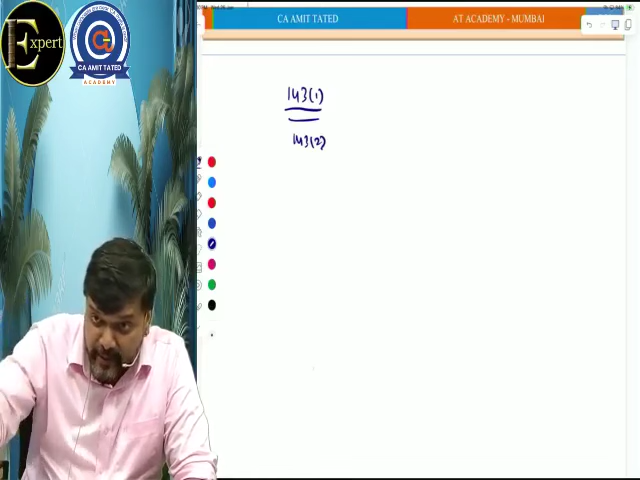 Expert
CA AMIT TATED
ACADEMY
CA AMIT TATED
AT ACADEMY - MUMBAI
143(1)
143(2)